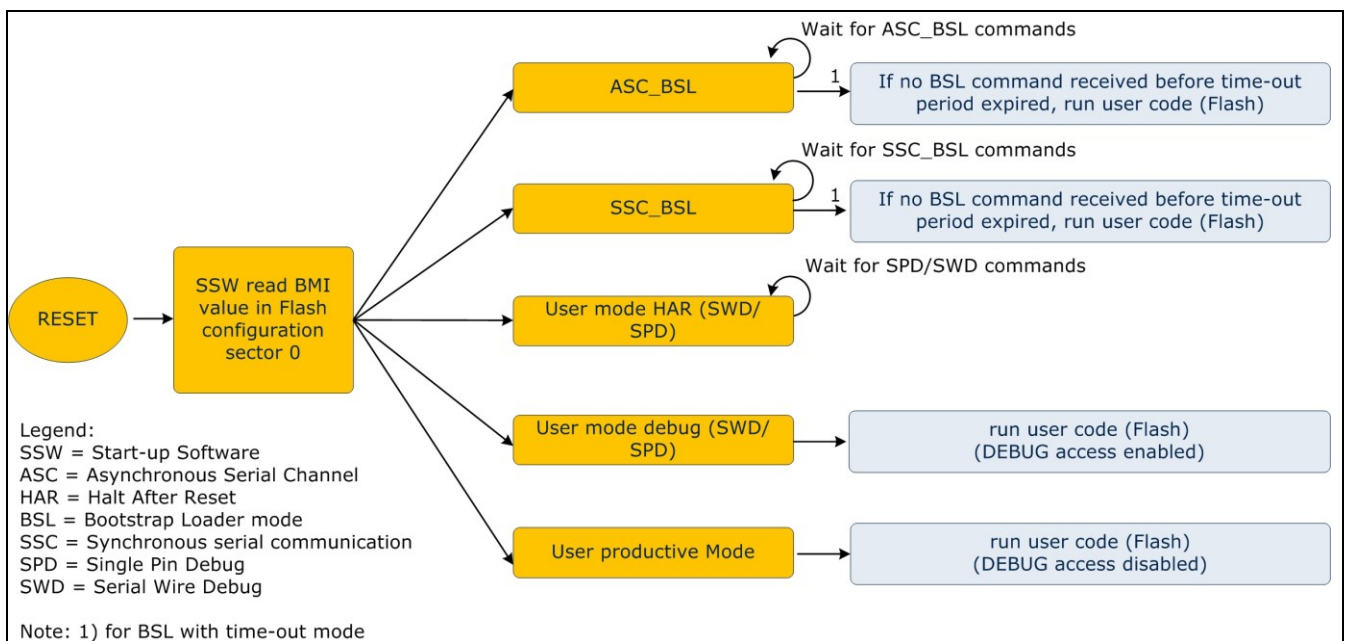 Wait for ASC_BSL commands
ASC_BSL
1
If no BSL command received before time-out
period expired, run user code (Flash)
Wait for SSC_BSL commands
SSC_BSL
1
If no BSL command received before time-out
period expired, run user code (Flash)
RESET
SSW read BMI
value in Flash
configuration
sector 0
Wait for SPD/SWD commands
User mode HAR (SWD/
SPD)
User mode debug (SWD/
SPD)
run user code (Flash)
(DEBUG access enabled)
User productive Mode
run user code (Flash)
(DEBUG access disabled)
Legend:
SSW = Start-up Software
ASC = Asynchronous Serial Channel
HAR = Halt After Reset
BSL = Bootstrap Loader mode
SSC = Synchronous serial communication
SPD = Single Pin Debug
SWD = Serial Wire Debug
Note: 1) for BSL with time-out mode